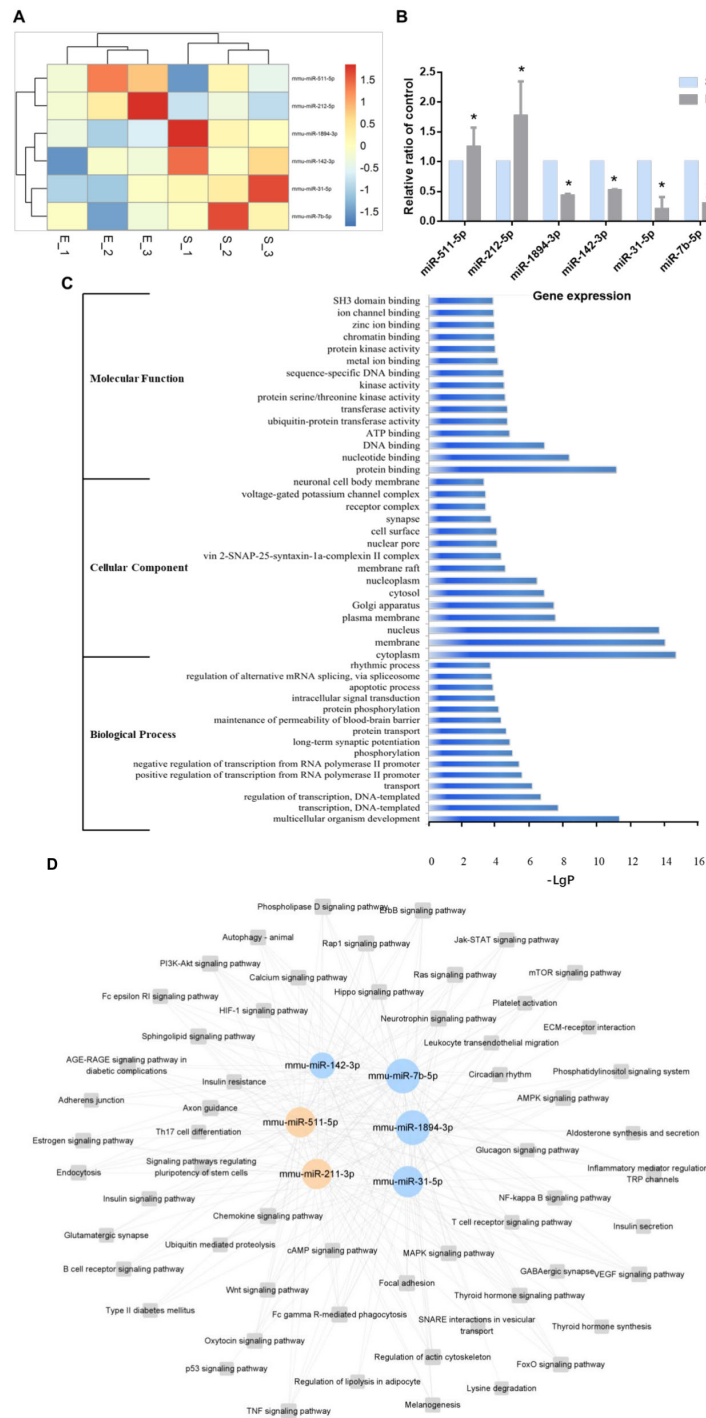 A
mmu-miR-511-5p
mmu-miR-212-5p
mmu-miR-1894-3p
mmu-miR-142-3p
mmu-miR-31-5p
mmu-miR-7b-5p
E_1
E_2
E_3
S_1
S_2
S_3
1.5
1
0.5
0
-0.5
-1
-1.5
B
Relative ratio of control
2.5
2.0
1.5
1.0
0.5
0.0
*
*
*
*
*
miR-511-5p
miR-212-5p
miR-1894-3p
miR-142-3p
miR-31-5p
miR-7b-5p
Gene expression
C
Molecular Function
SH3 domain binding
ion channel binding
zinc ion binding
chromatin binding
protein kinase activity
metal ion binding
sequence-specific DNA binding
kinase activity
protein serine/threonine kinase activity
transferase activity
ubiquitin-protein transferase activity
ATP binding
DNA binding
nucleotide binding
protein binding
Cellular Component
neuronal cell body membrane
voltage-gated potassium channel complex
receptor complex
synapse
cell surface
nuclear pore
vin 2-SNAP-25-syntaxin-1a-complexin II complex
membrane raft
nucleoplasm
cytosol
Golgi apparatus
plasma membrane
nucleus
membrane
cytoplasm
Biological Process
rhythmic process
regulation of alternative mRNA splicing, via spliceosome
apoptotic process
intracellular signal transduction
protein phosphorylation
maintenance of permeability of blood-brain barrier
protein transport
long-term synaptic potentiation
phosphorylation
negative regulation of transcription from RNA polymerase II promoter
positive regulation of transcription from RNA polymerase II promoter
transport
regulation of transcription, DNA-templated
transcription, DNA-templated
multicellular organism development
0 2 4 6 8 10 12 14 16
-LgP
D
Phospholipase D signaling pathway
ErbB signaling pathway
Autophagy - animal
Rap1 signaling pathway
Jak-STAT signaling pathway
PI3K-Akt signaling pathway
Calcium signaling pathway
Ras signaling pathway
mTOR signaling pathway
Fc epsilon RI signaling pathway
Hippo signaling pathway
Platelet activation
HIF-1 signaling pathway
Neurotrophin signaling pathway
ECM-receptor interaction
Sphingolipid signaling pathway
Leukocyte transendothelial migration
AGE-RAGE signaling pathway in
diabetic complications
mmu-miR-142-3p
mmu-miR-7b-5p
Circadian rhythm
Phosphatidylinositol signaling system
Insulin resistance
Adherens junction
AMPK signaling pathway
Axon guidance
mmu-miR-511-5p
mmu-miR-1894-3p
Th17 cell differentiation
Aldosterone synthesis and secretion
Estrogen signaling pathway
Glucagon signaling pathway
Signaling pathways regulating
pluripotency of stem cells
Endocytosis
mmu-miR-211-3p
mmu-miR-31-5p
Inflammatory mediator regulation
TRP channels
Insulin signaling pathway
NF-kappa B signaling pathway
Chemokine signaling pathway
T cell receptor signaling pathway
Insulin secretion
Glutamatergic synapse
Ubiquitin mediated proteolysis
cAMP signaling pathway
MAPK signaling pathway
B cell receptor signaling pathway
GABAergic synapse
VEGF signaling pathway
Wnt signaling pathway
Focal adhesion
Thyroid hormone signaling pathway
Type II diabetes mellitus
Fc gamma R-mediated phagocytosis
SNARE interactions in vesicular
transport
Thyroid hormone synthesis
Oxytocin signaling pathway
Regulation of actin cytoskeleton
FoxO signaling pathway
p53 signaling pathway
Regulation of lipolysis in adipocyte
Lysine degradation
TNF signaling pathway
Melanogenesis